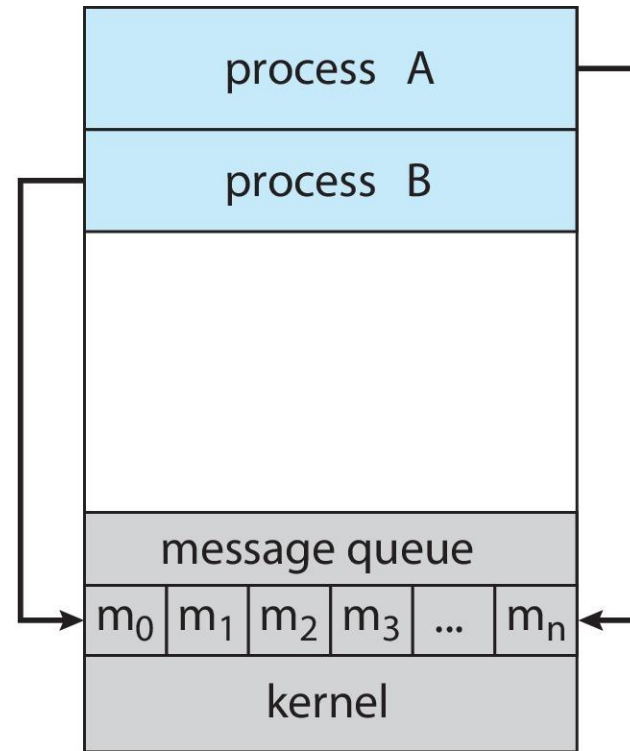 process A
process B
message queue
m₀ m₁ m₂ m₃ ... mₙ
kernel